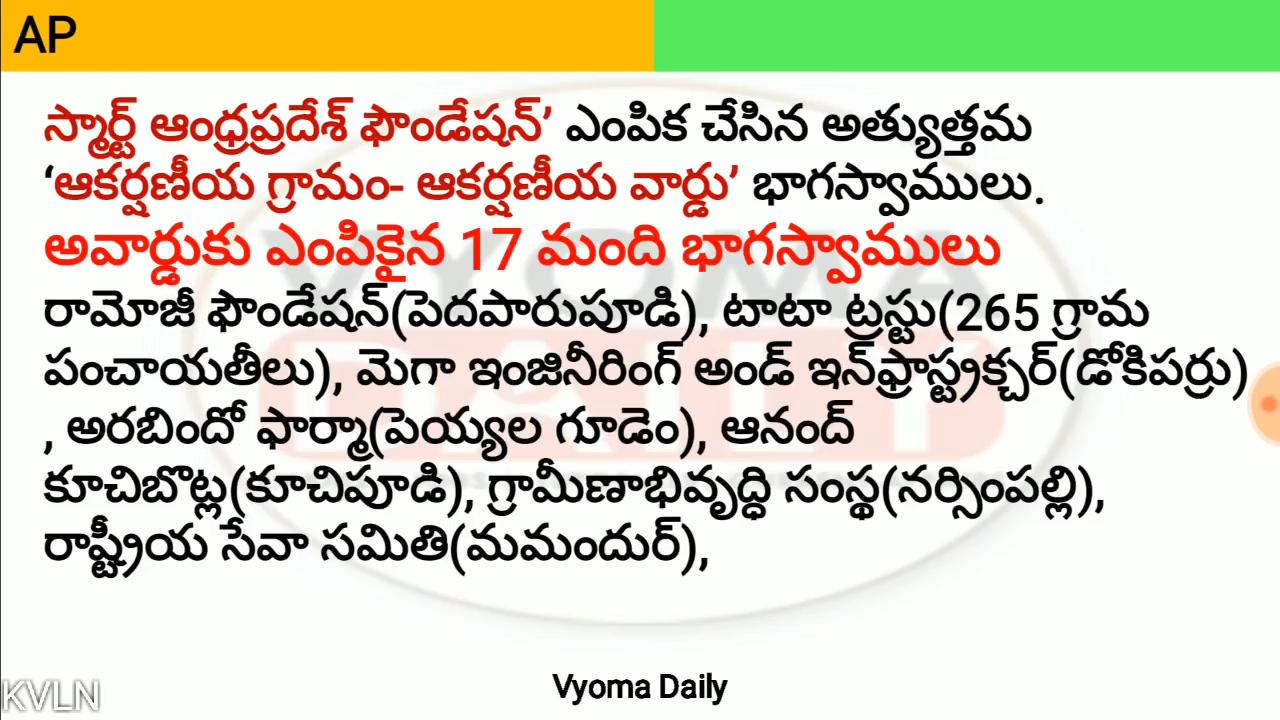 AP
స్మార్ట్ ఆంధ్రప్రదేశ్ ఫౌండేషన్’ ఎంపిక చేసిన అత్యుత్తమ
‘ఆకర్షణీయ గ్రామం- ఆకర్షణీయ వార్డు’ భాగస్వాములు.
అవార్డుకు ఎంపికైన 17 మంది భాగస్వాములు
రామోజీ ఫౌండేషన్(పెదపారుపూడి), టాటా ట్రస్టు(265 గ్రామ
పంచాయతీలు), మెగా ఇంజినీరింగ్ అండ్ ఇన్‌ఫ్రాస్ట్రక్చర్(డోకిపర్రు)
, అరబిందో ఫార్మా(పెయ్యల గూడెం), ఆనంద్
కూచిబొట్ల(కూచిపూడి), గ్రామీణాభివృద్ధి సంస్థ(నర్సింపల్లి),
రాష్ట్రీయ సేవా సమితి(మమందుర్),
Vyoma Daily
KVLN